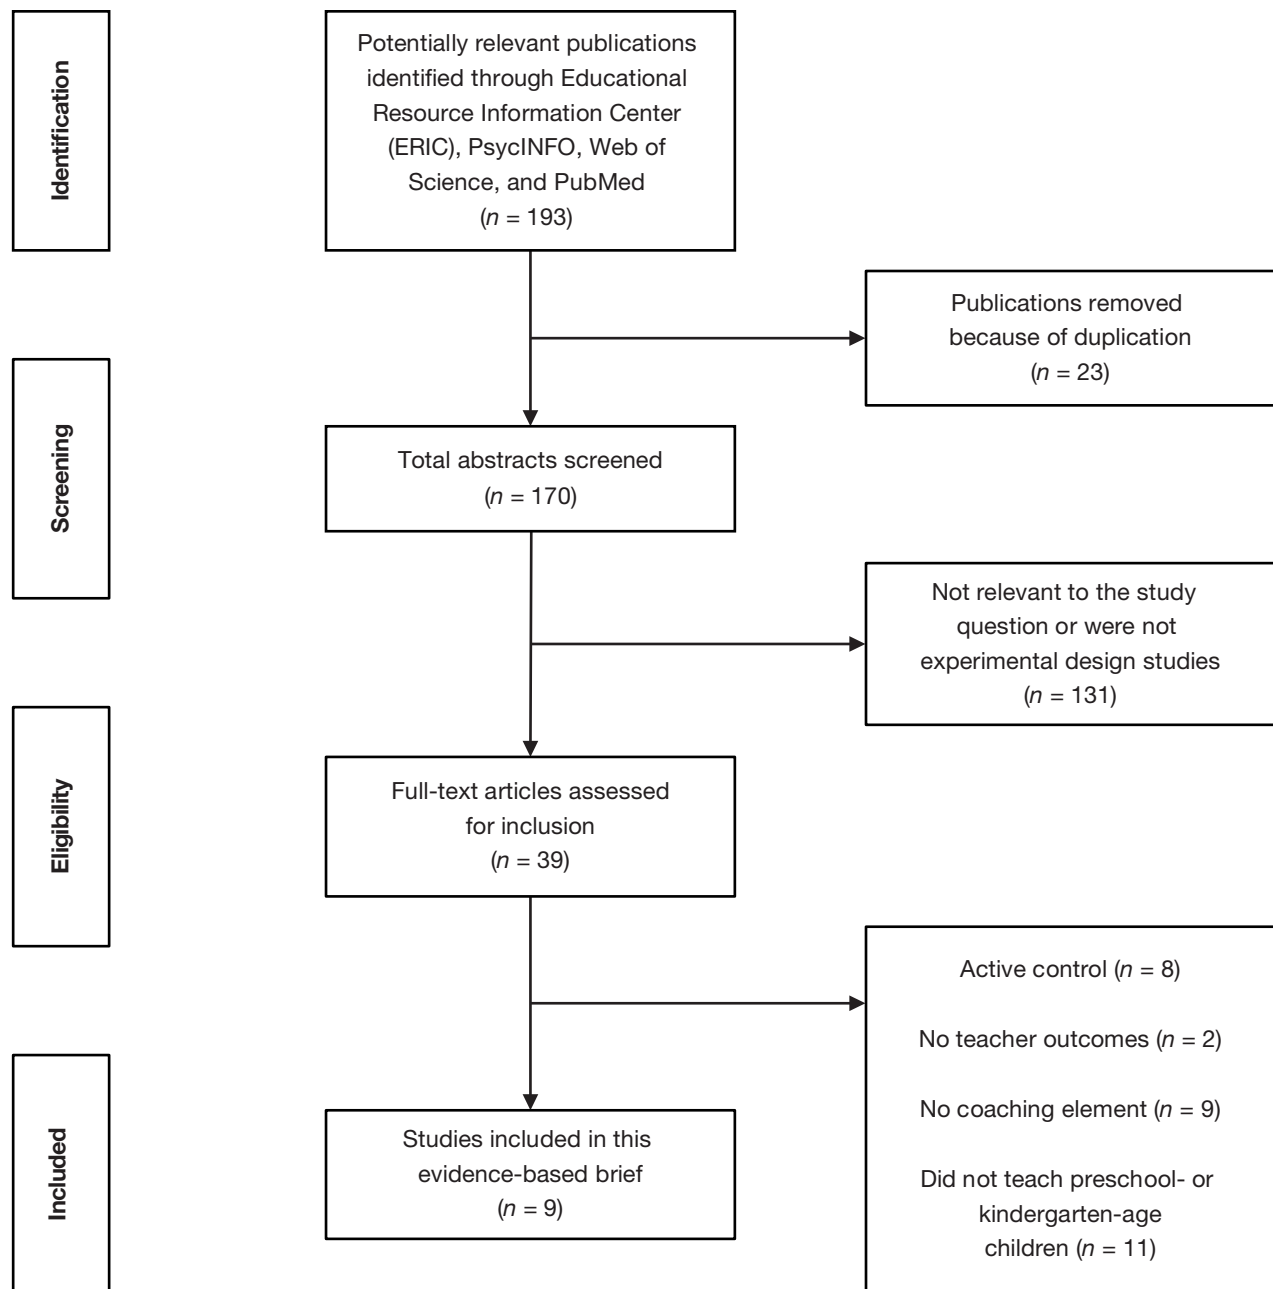 Identification
Potentially relevant publications
identified through Educational
Resource Information Center
(ERIC), PsycINFO, Web of
Science, and PubMed
(n = 193)
Publications removed
because of duplication
(n = 23)
Screening
Total abstracts screened
(n = 170)
Not relevant to the study
question or were not
experimental design studies
(n = 131)
Eligibility
Full-text articles assessed
for inclusion
(n = 39)
Active control (n = 8)
No teacher outcomes (n = 2)
No coaching element (n = 9)
Did not teach preschool- or
kindergarten-age
children (n = 11)
Included
Studies included in this
evidence-based brief
(n = 9)